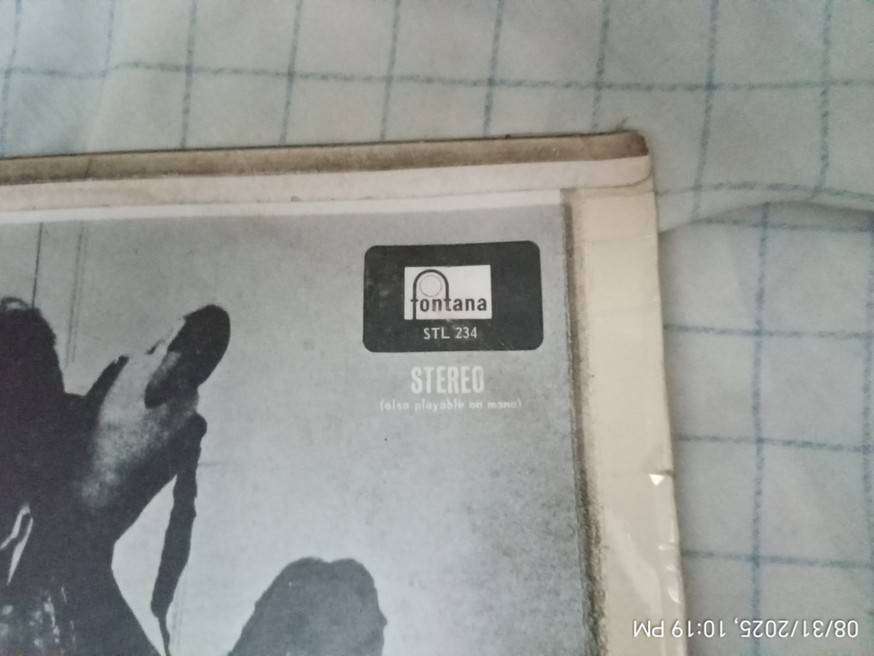 fontana
STL 234
STEREO
(also playable on mono)
08/31/2025, 10:19 PM